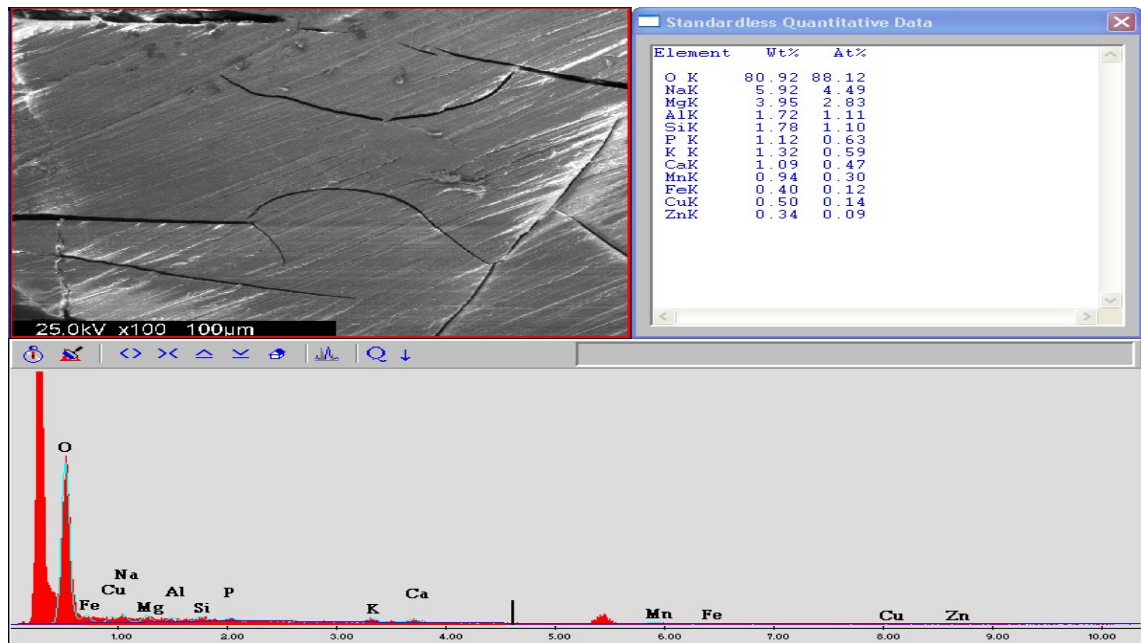 Standardless Quantitative Data
Element Wt% At%
O K 80.92 88.12
NaK 5.92 4.49
MgK 3.95 2.83
AlK 1.72 1.11
SiK 1.78 1.10
P K 1.12 0.63
K K 1.32 0.59
CaK 1.09 0.47
MnK 0.94 0.30
FeK 0.40 0.12
CuK 0.50 0.14
ZnK 0.34 0.09
25.0kV x100 100µm
Q
O
Na
Cu Al P Ca
Fe Mg Si K Mn Fe Cu Zn
1.00 2.00 3.00 4.00 5.00 6.00 7.00 8.00 9.00 10.00